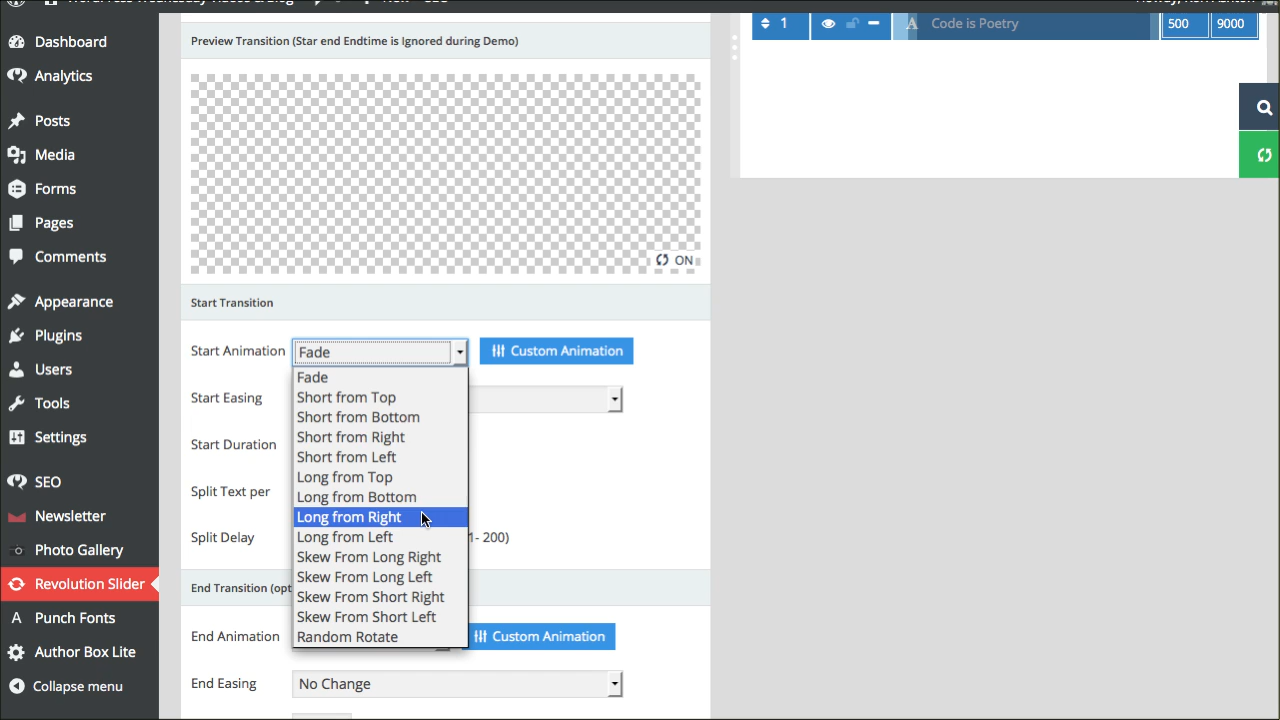 Dashboard
Analytics
Posts
Media
Forms
Pages
Comments
Appearance
Plugins
Users
Tools
Settings
SEO
Newsletter
Photo Gallery
Revolution Slider
A Punch Fonts
Author Box Lite
Collapse menu
Preview Transition (Star end Endtime is Ignored during Demo)
ON
Start Transition
Start Animation Fade Custom Animation
Fade
Short from Top
Short from Bottom
Short from Right
Short from Left
Long from Top
Long from Bottom
Long from Right
Long from Left
Skew From Long Right
Skew From Long Left
Skew From Short Right
Skew From Short Left
Random Rotate
Start Easing
Start Duration
Split Text per
Split Delay 1- 200)
End Transition (opt
End Animation Custom Animation
End Easing No Change
1 A Code is Poetry 500 9000